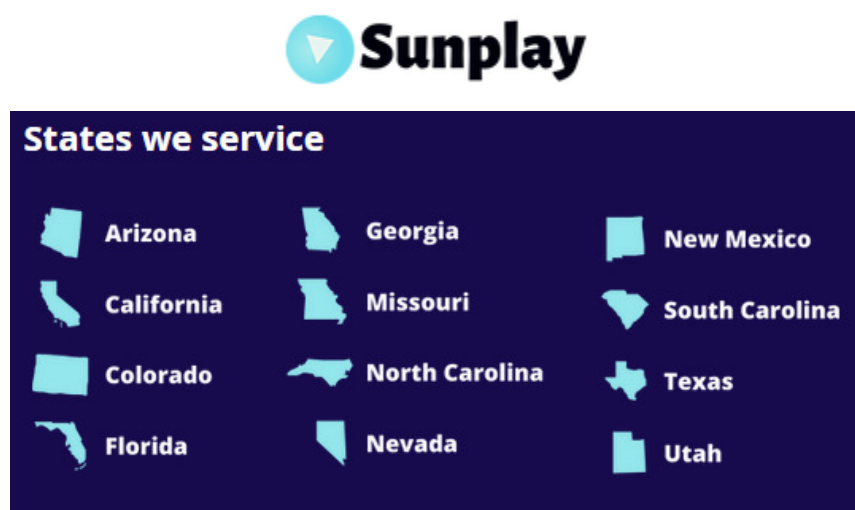 Sunplay
States we service
Arizona
California
Colorado
Florida
Georgia
Missouri
North Carolina
Nevada
New Mexico
South Carolina
Texas
Utah